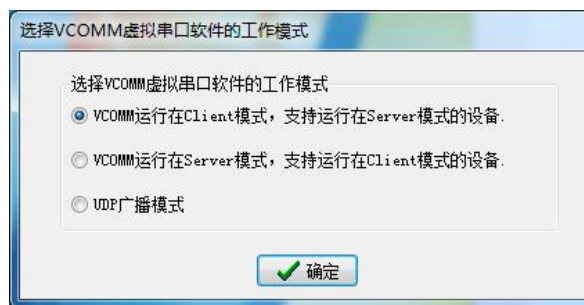 选择VCOMM虚拟串口软件的工作模式
选择VCOMM虚拟串口软件的工作模式
VCOMM运行在Client模式，支持运行在Server模式的设备.
VCOMM运行在Server模式，支持运行在Client模式的设备.
UDP广播模式
确定